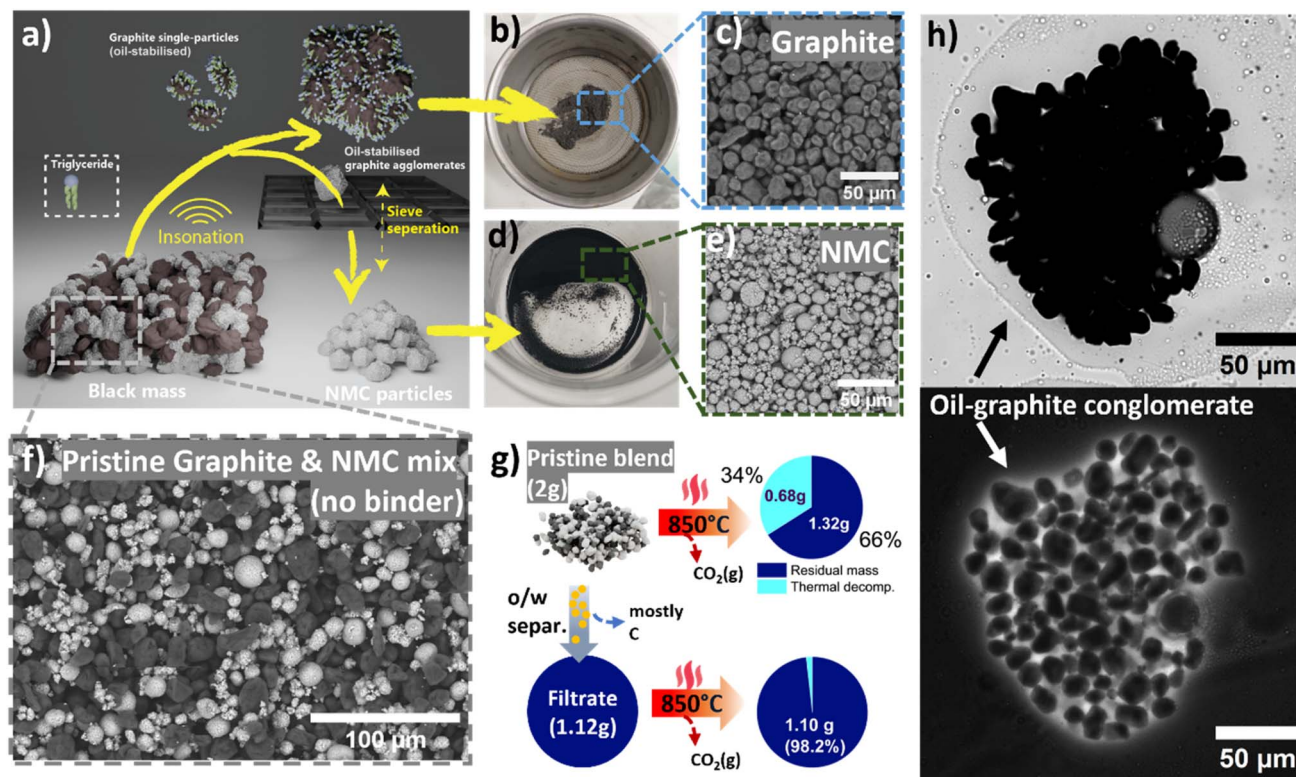 a)
Graphite single-particles
(oil-stabilised)
Oil-stabilised
graphite agglomerates
Triglyceride
Insonation
Sieve
seperation
Black mass
NMC particles
b)
c) Graphite
50 μm
d)
e) NMC
50 μm
f) Pristine Graphite & NMC mix
(no binder)
100 μm
g) Pristine blend
(2g)
850°C
CO₂(g)
34%
0.68g
1.32g
66%
Residual mass
Thermal decomp.
o/w
separ.
mostly
C
Filtrate
(1.12g)
850°C
CO₂(g)
1.10 g
(98.2%)
h)
50 μm
Oil-graphite conglomerate
50 μm